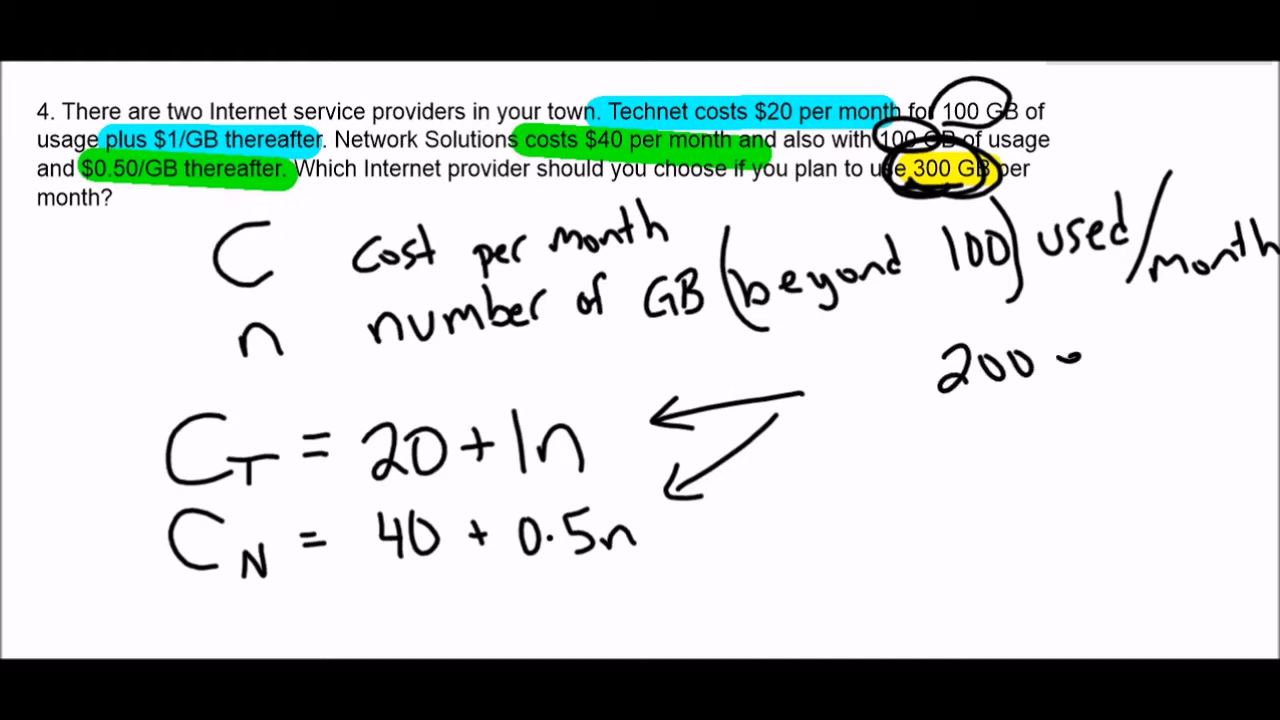 4. There are two Internet service providers in your town. Technet costs $20 per month for 100 GB of
usage plus $1/GB thereafter. Network Solutions costs $40 per month and also with 100 GB of usage
and $0.50/GB thereafter. Which Internet provider should you choose if you plan to use 300 GB per
month?
C cost per month
n number of GB (beyond 100) used/month
200
C_T = 20 + 1n
C_N = 40 + 0.5n